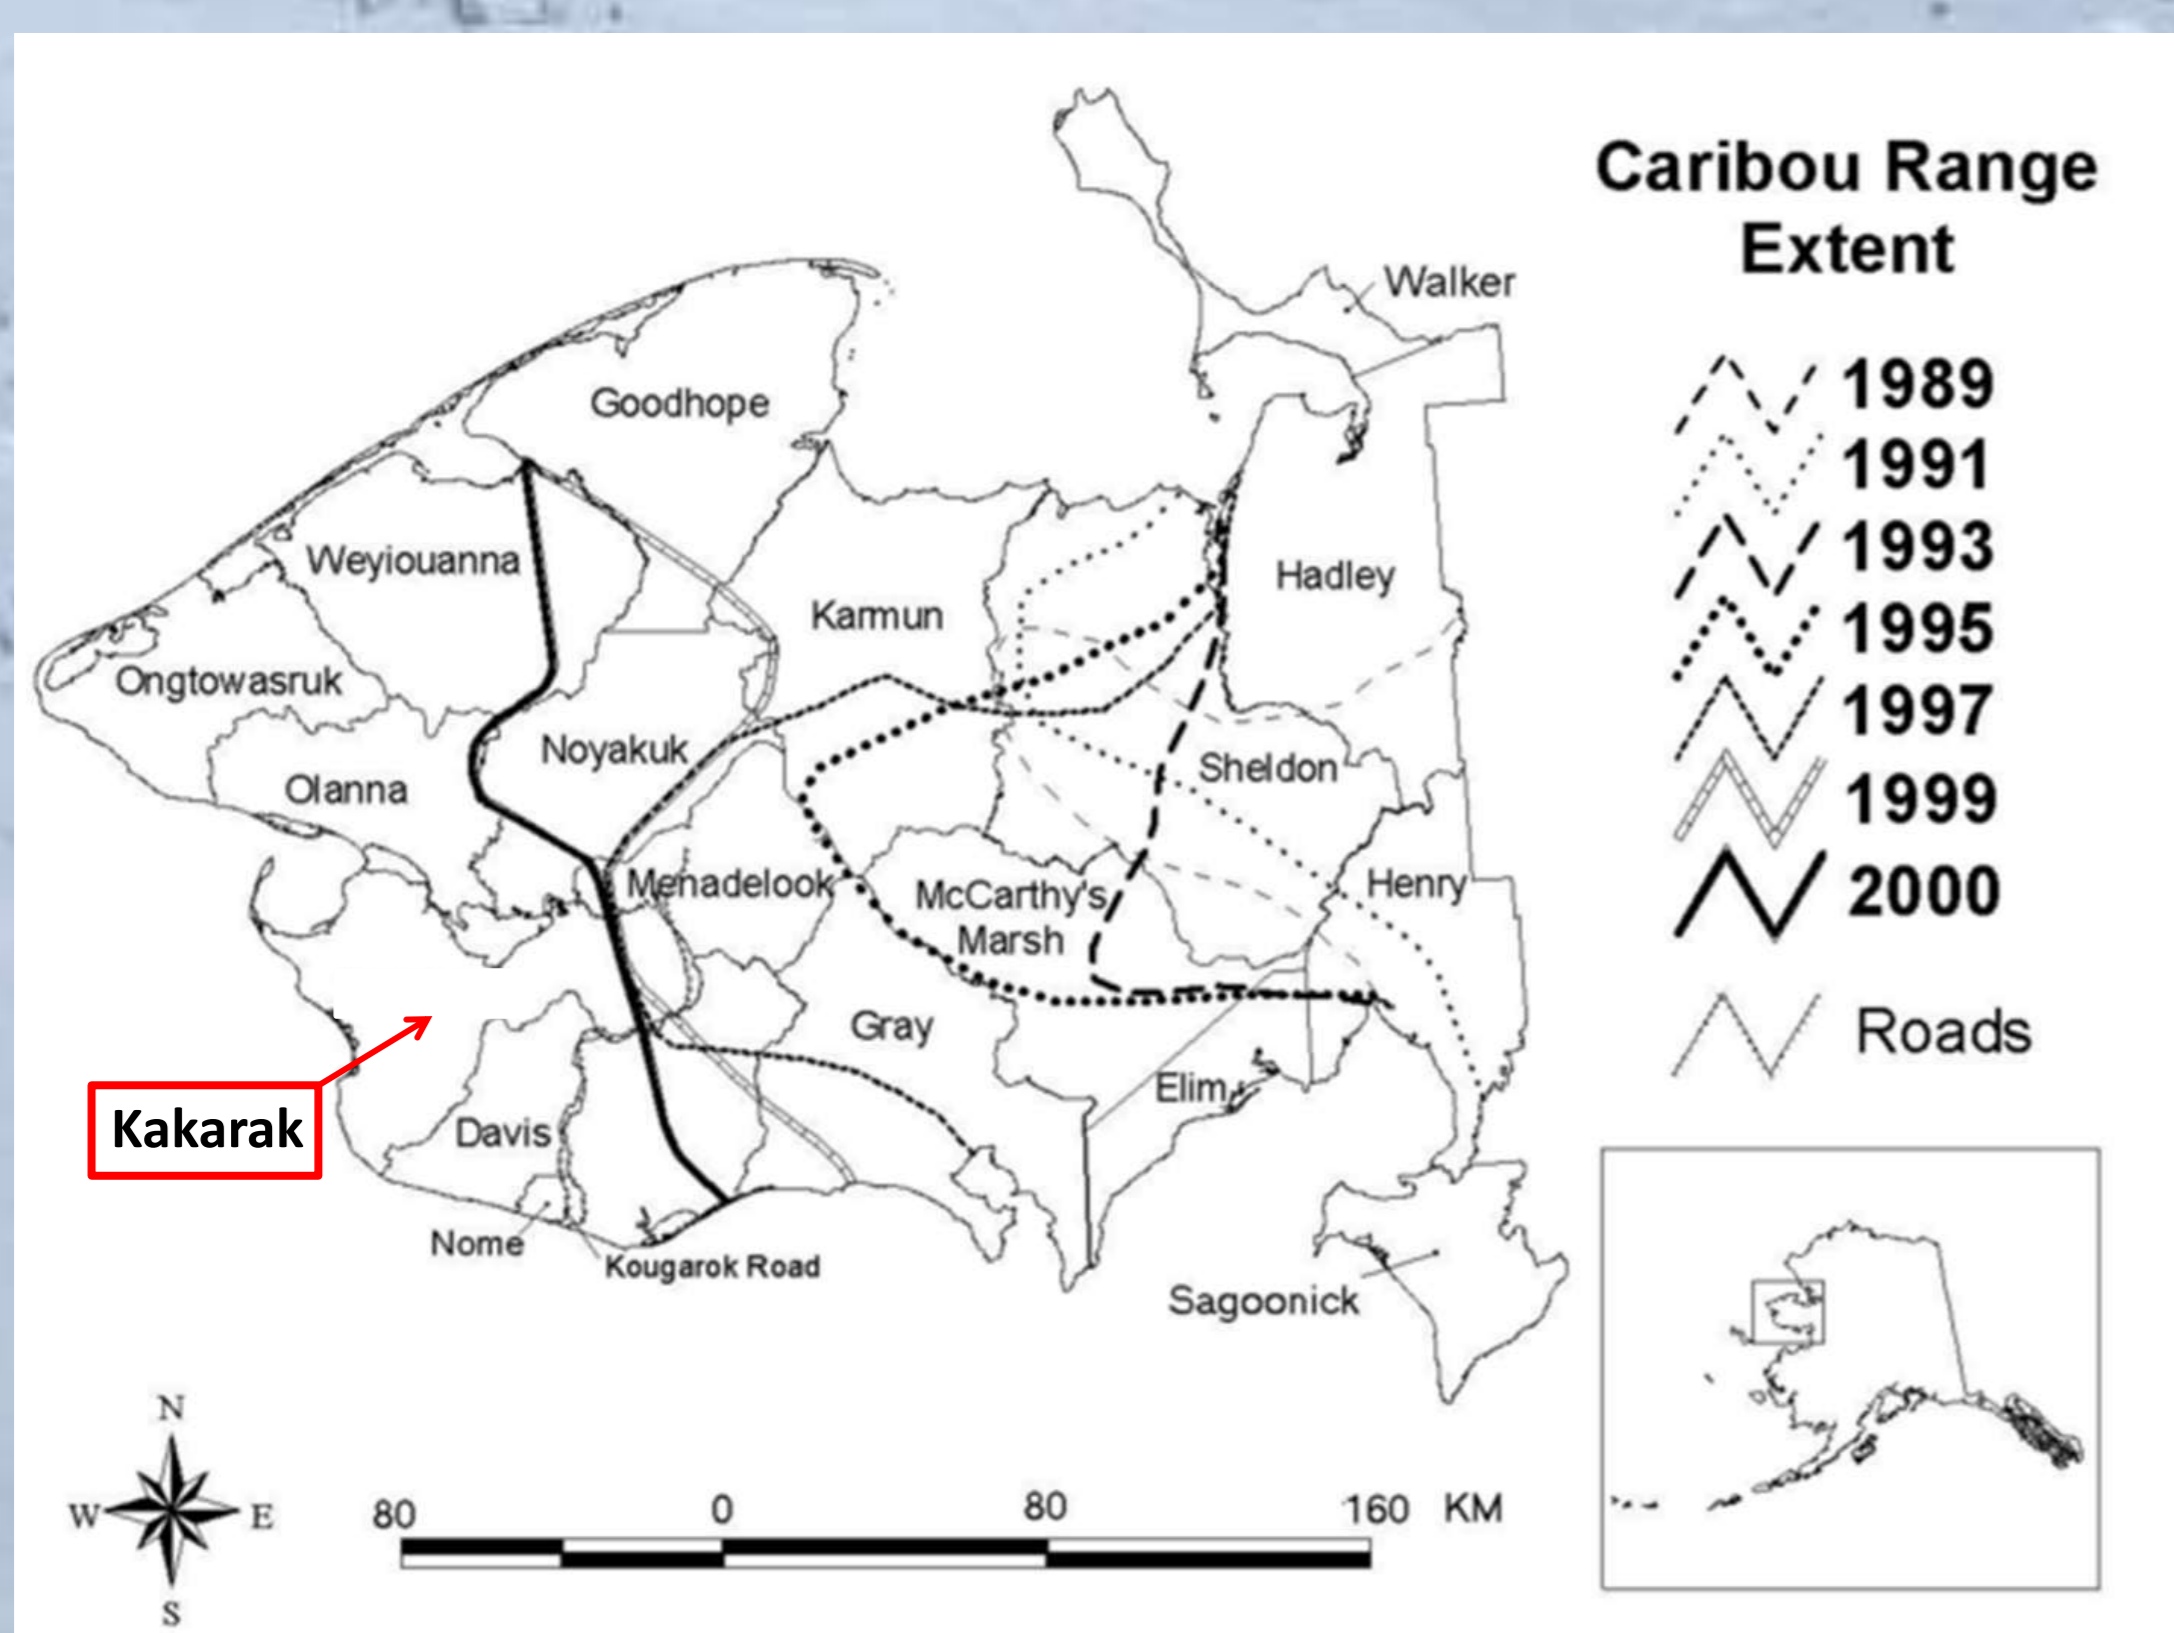 Caribou Range
Extent
1989
1991
1993
1995
1997
1999
2000
Roads
Walker
Goodhope
Weyiouanna
Hadley
Karmun
Ongtowasruk
Noyakuk
Sheldon
Olanna
Menadelook
McCarthy's
Marsh
Henry
Gray
Elim
Kakarak
Davis
Nome
Kougarok Road
Sagoonick
N
W E
S
80 0 80 160 KM